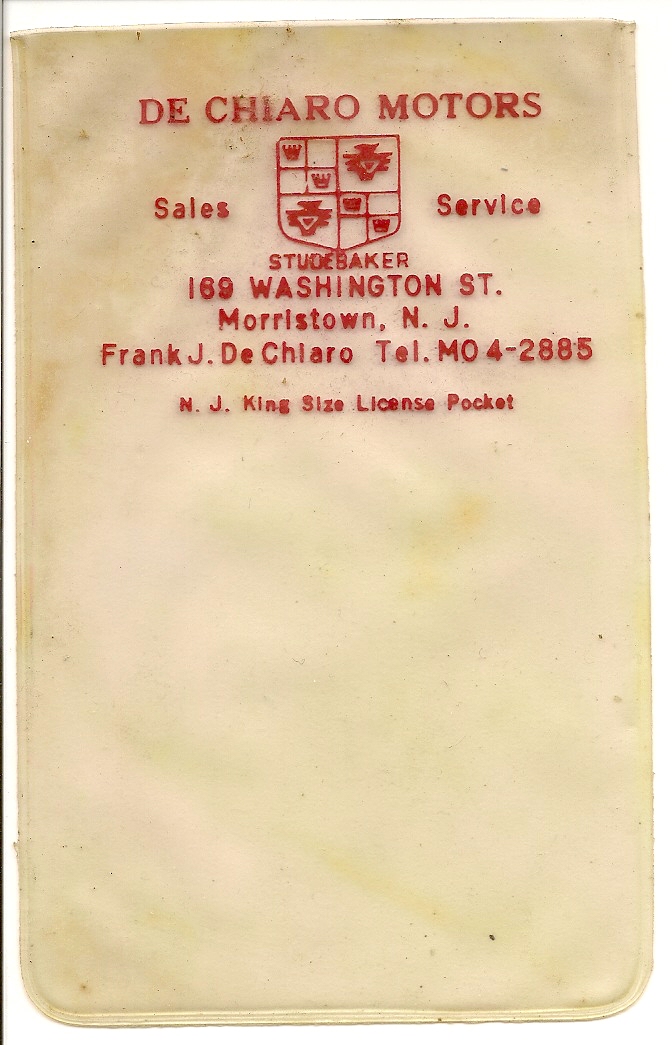 DE CHIARO MOTORS
Sales Service
STUDEBAKER
169 WASHINGTON ST.
Morristown, N. J.
Frank J. De Chiaro Tel. MO 4-2885
N. J. King Size License Pocket